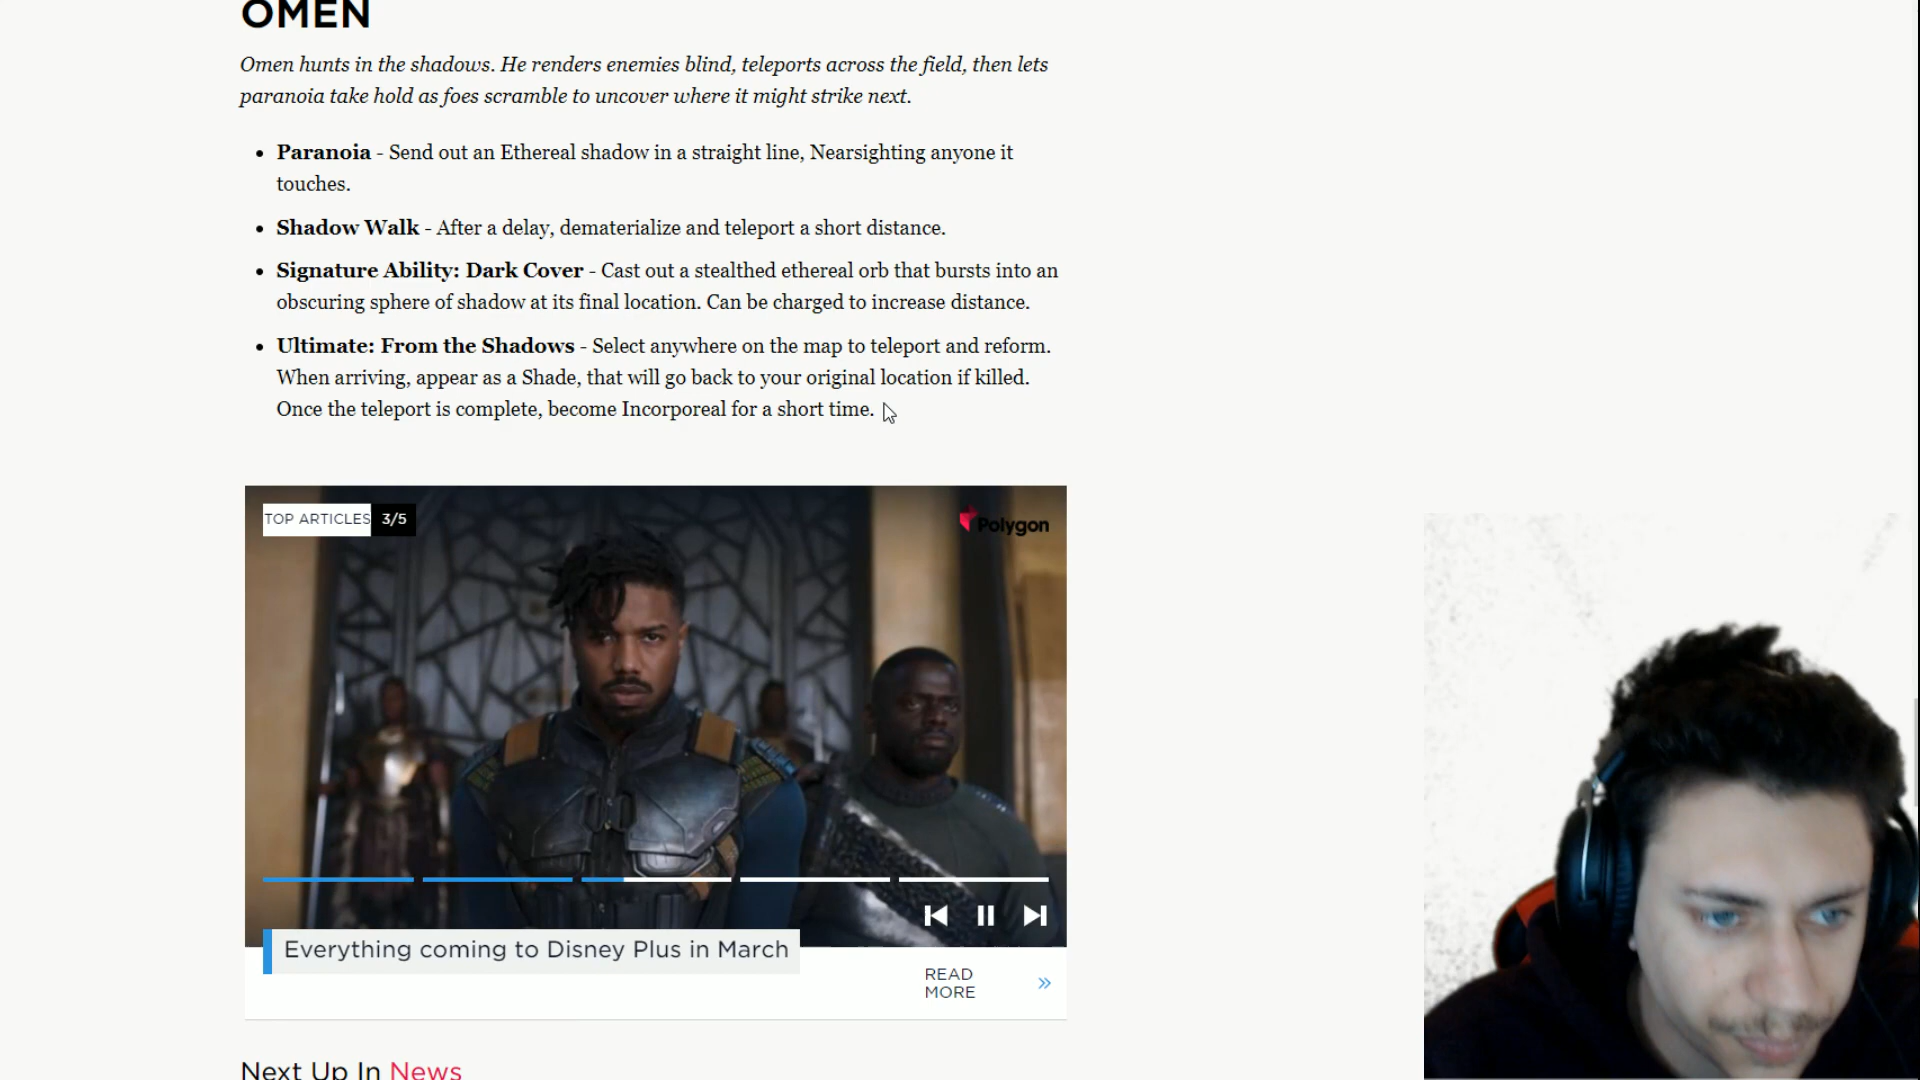 OMEN
Omen hunts in the shadows. He renders enemies blind, teleports across the field, then lets
paranoia take hold as foes scramble to uncover where it might strike next.
• Paranoia - Send out an Ethereal shadow in a straight line, Nearsighting anyone it
touches.
• Shadow Walk - After a delay, dematerialize and teleport a short distance.
• Signature Ability: Dark Cover - Cast out a stealthed ethereal orb that bursts into an
obscuring sphere of shadow at its final location. Can be charged to increase distance.
• Ultimate: From the Shadows - Select anywhere on the map to teleport and reform.
When arriving, appear as a Shade, that will go back to your original location if killed.
Once the teleport is complete, become Incorporeal for a short time.
TOP ARTICLES 3/5
Polygon
Everything coming to Disney Plus in March
READ
MORE »
Next Up In News